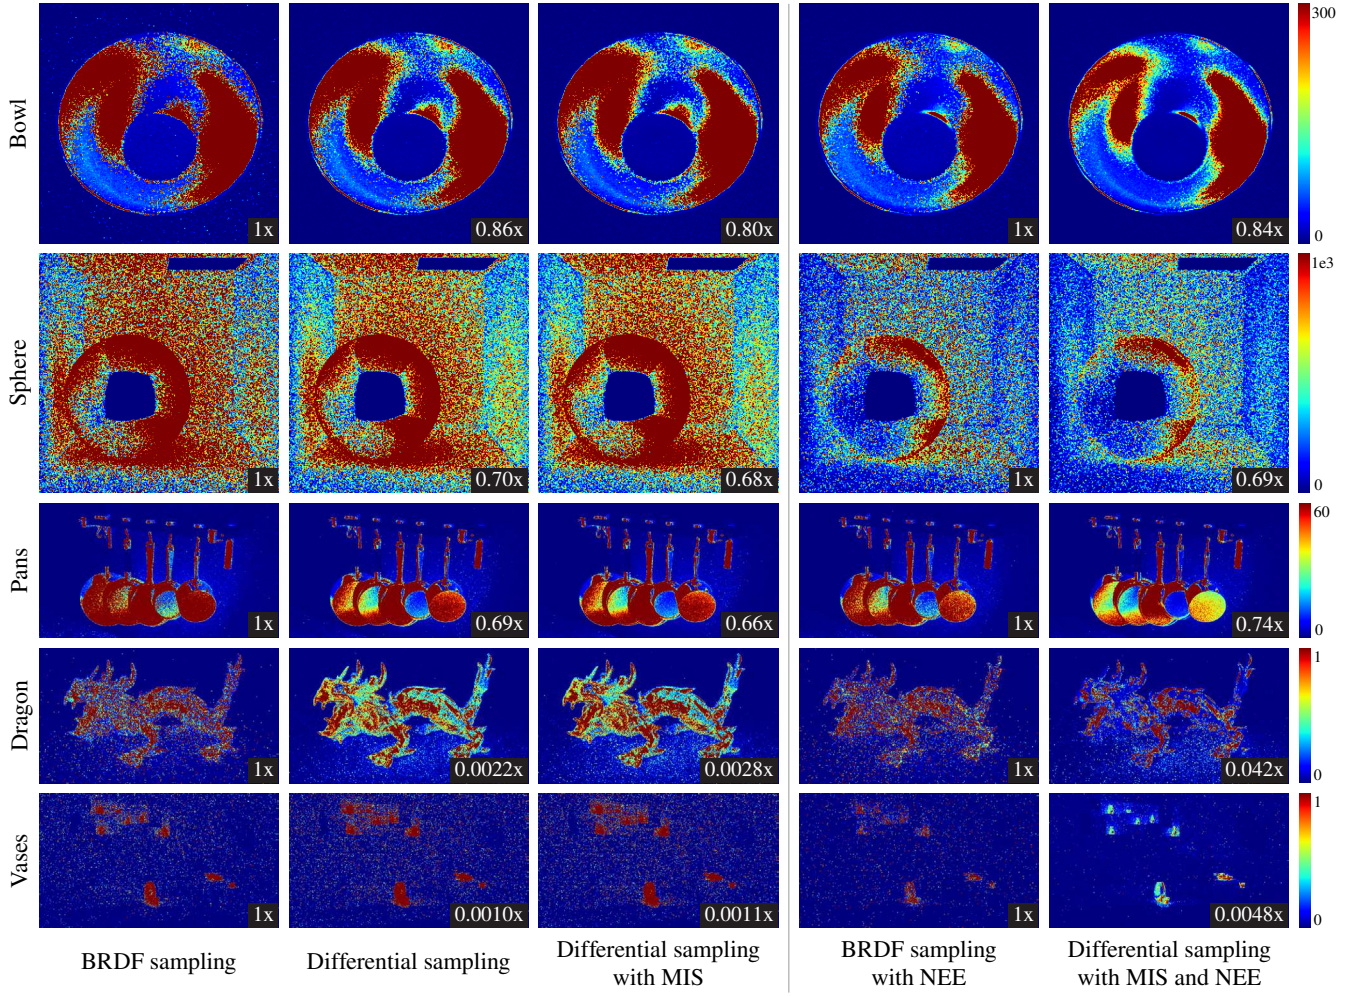 Bowl
1x
0.86x
0.80x
1x
0.84x
300
0
Sphere
1x
0.70x
0.68x
1x
0.69x
1e3
0
Pans
1x
0.69x
0.66x
1x
0.74x
60
0
Dragon
1x
0.0022x
0.0028x
1x
0.042x
1
0
Vases
1x
0.0010x
0.0011x
1x
0.0048x
1
0
BRDF sampling
Differential sampling
Differential sampling
with MIS
BRDF sampling
with NEE
Differential sampling
with MIS and NEE